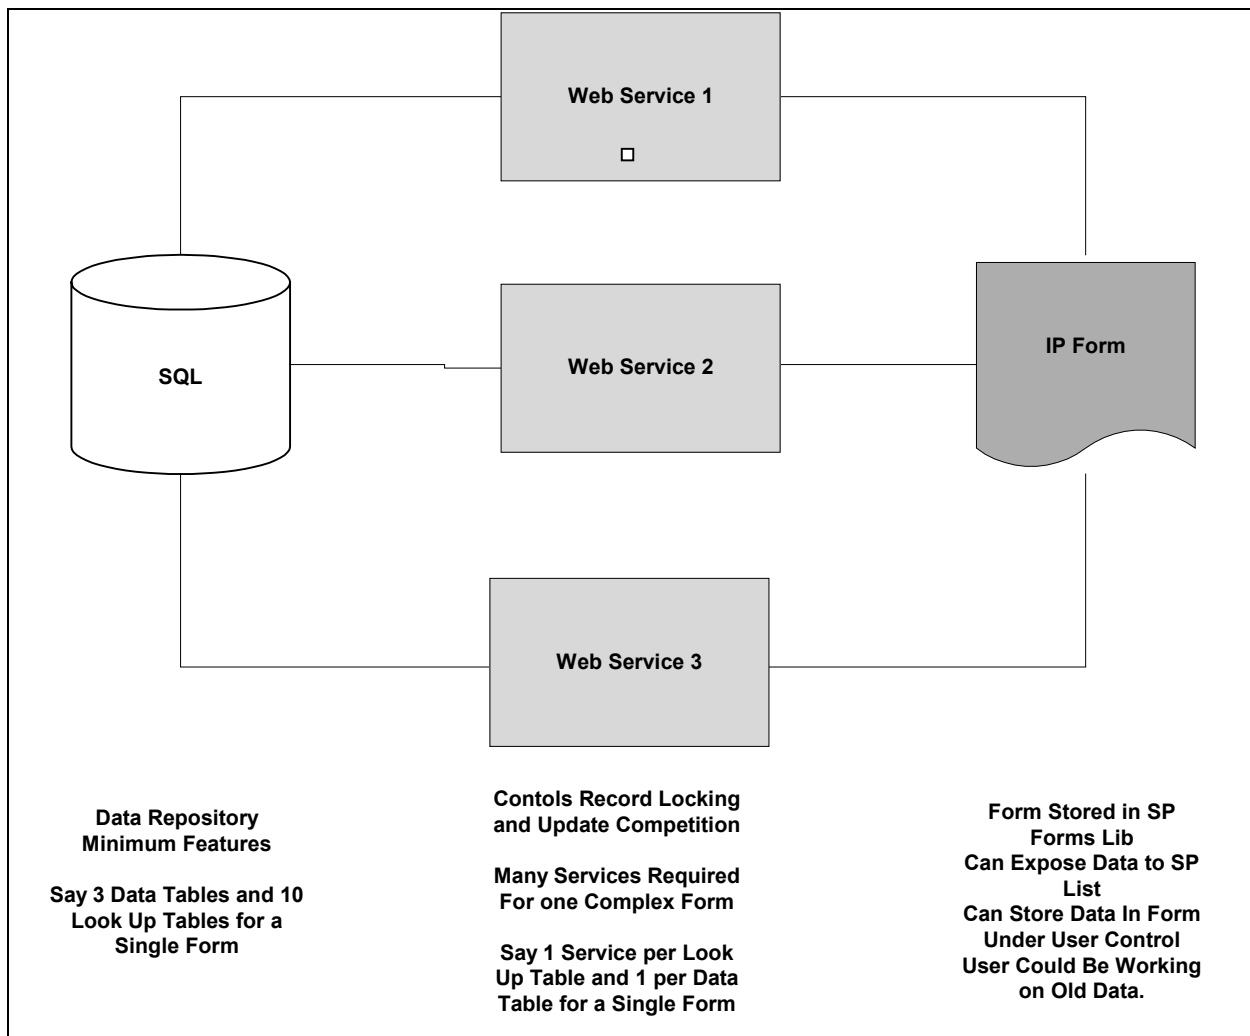 Web Service 1
SQL
Web Service 2
IP Form
Web Service 3
Data Repository
Minimum Features
Say 3 Data Tables and 10
Look Up Tables for a
Single Form
Contols Record Locking
and Update Competition
Many Services Required
For one Complex Form
Say 1 Service per Look
Up Table and 1 per Data
Table for a Single Form
Form Stored in SP
Forms Lib
Can Expose Data to SP
List
Can Store Data In Form
Under User Control
User Could Be Working
on Old Data.